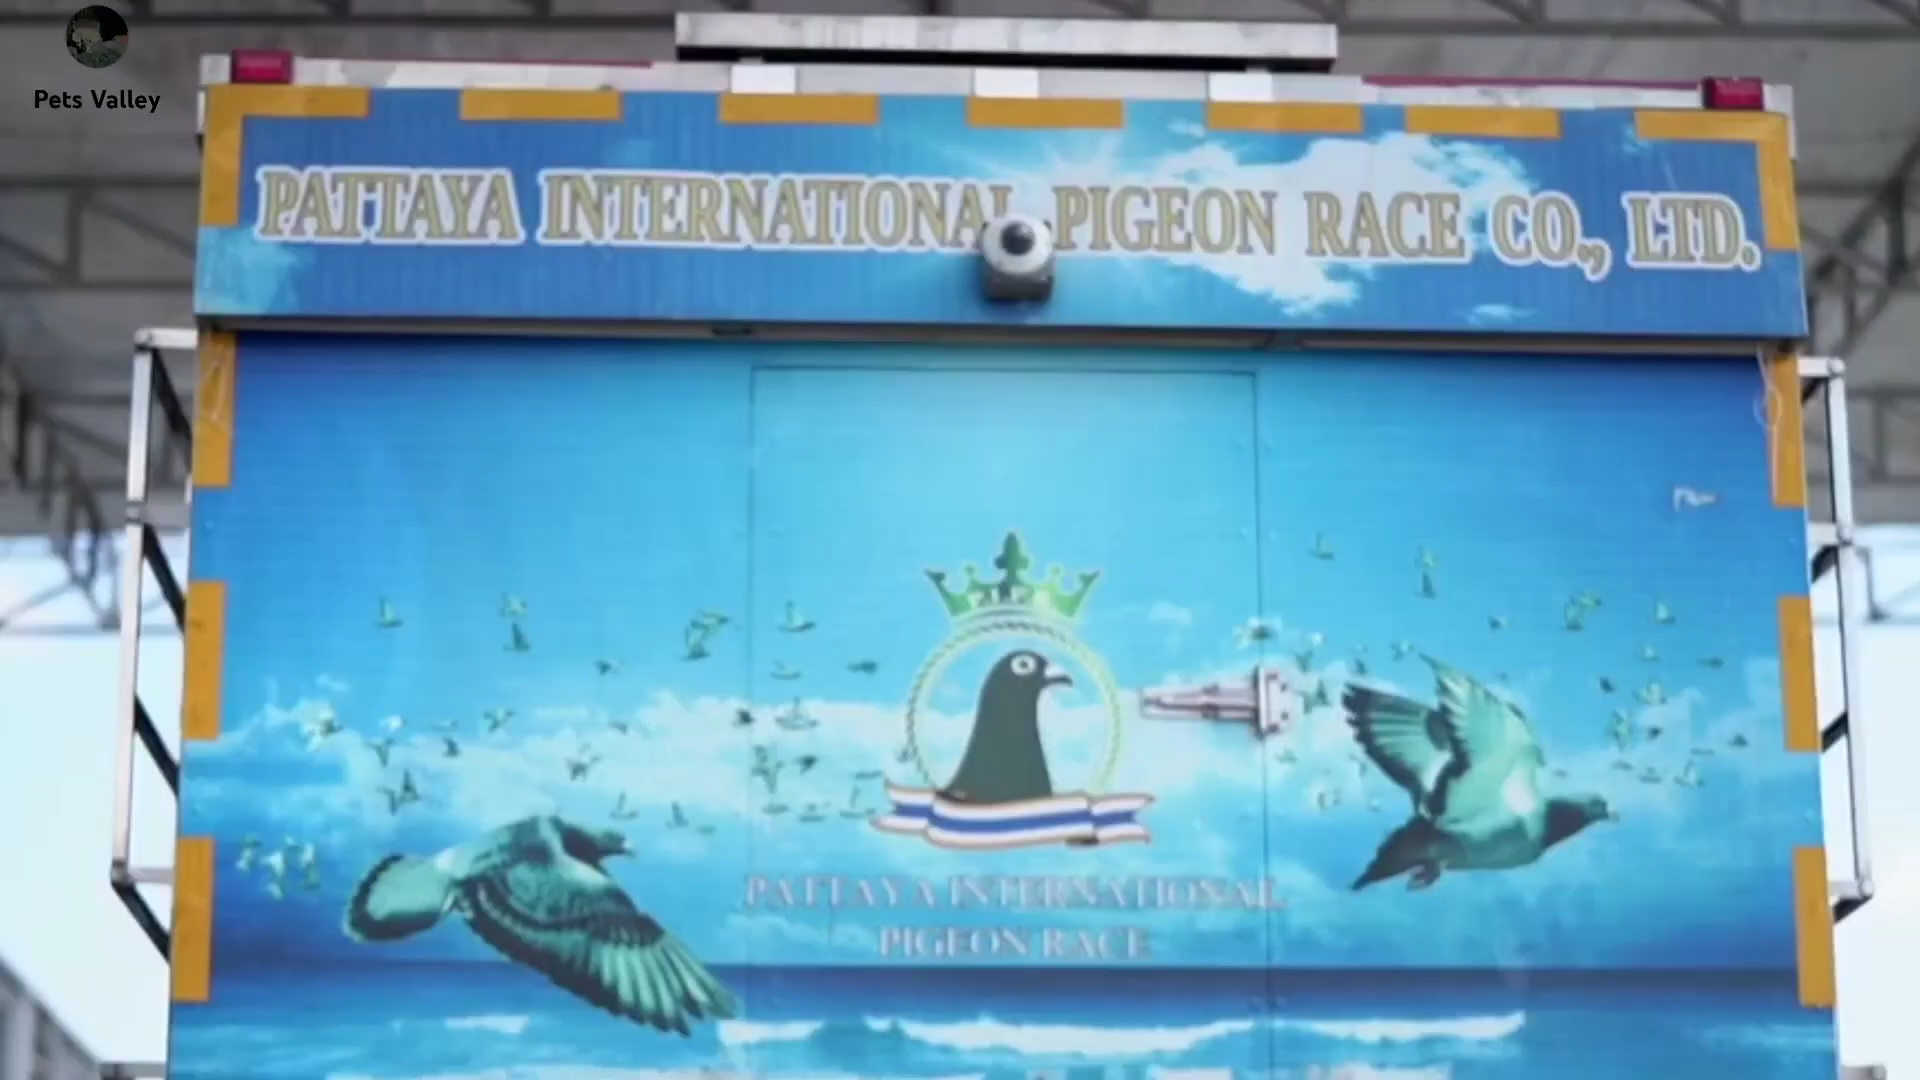 Pets Valley
PATTAYA INTERNATIONAL PIGEON RACE CO., LTD.
PATTAYA INTERNATIONAL
PIGEON RACE